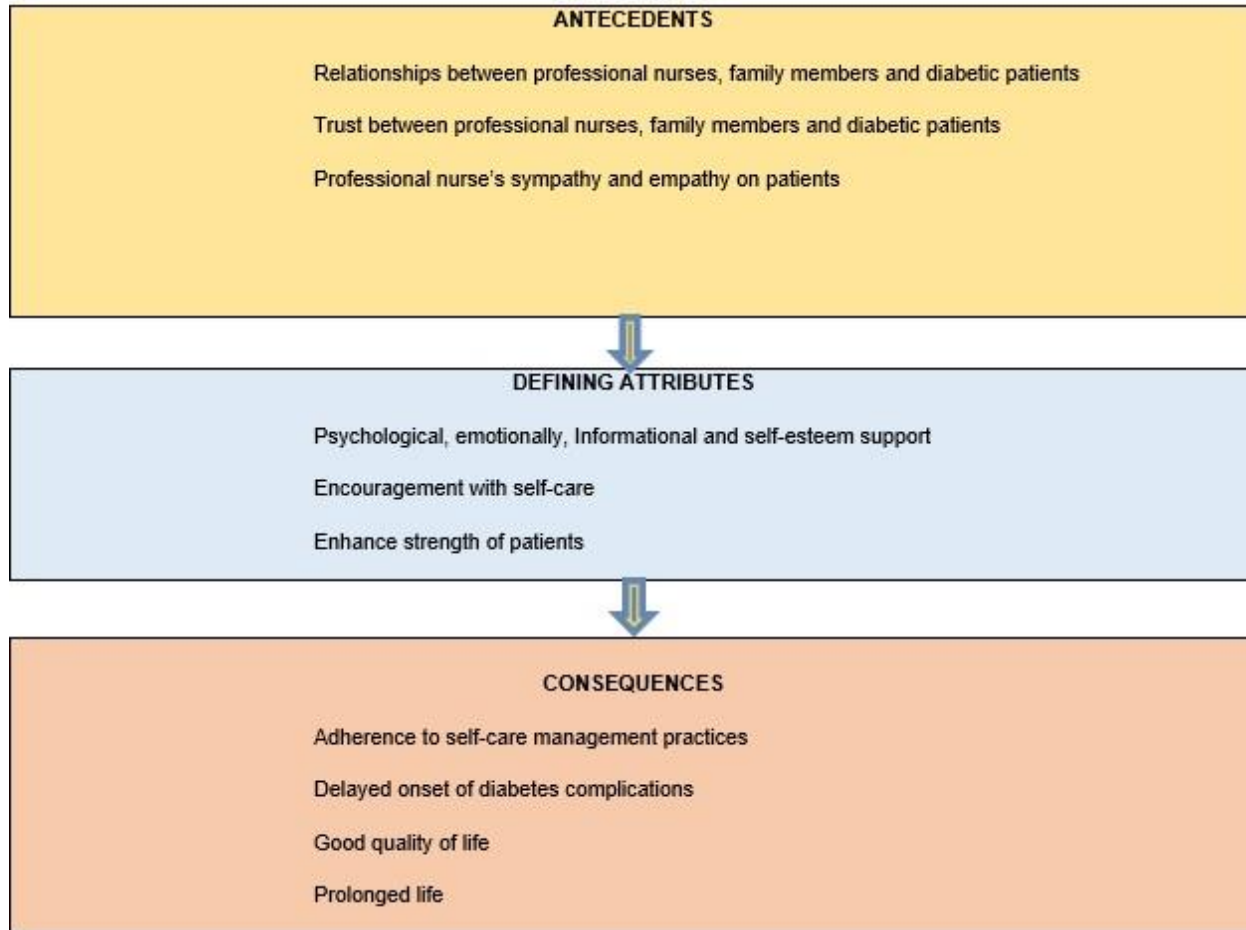 ANTECEDENTS
Relationships between professional nurses, family members and diabetic patients
Trust between professional nurses, family members and diabetic patients
Professional nurse's sympathy and empathy on patients
DEFINING ATTRIBUTES
Psychological, emotionally, Informational and self-esteem support
Encouragement with self-care
Enhance strength of patients
CONSEQUENCES
Adherence to self-care management practices
Delayed onset of diabetes complications
Good quality of life
Prolonged life